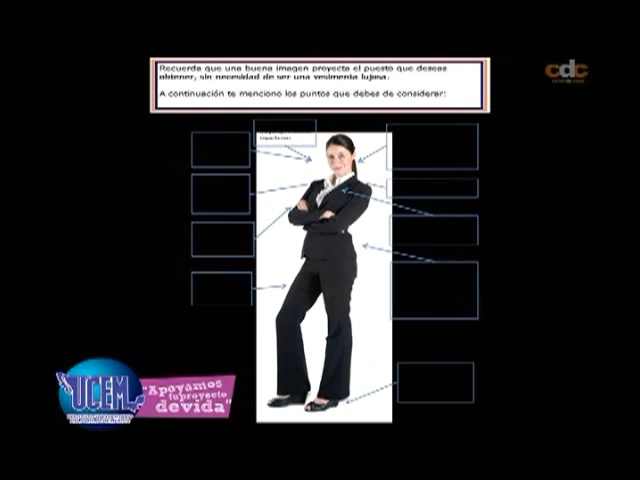 Recuerda que una buena imagen proyecta el puesto que deseas
obtener, sin necesidad de ser una vestimenta lujosa.
A continuación te menciono los puntos que debes de considerar:
cdc
UCEM
"Apoyamos
tu proyecto
de vida"